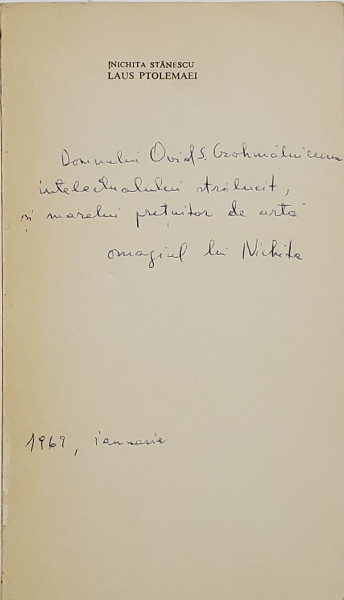 NICHITA STĂNESCU
LAUS PTOLEMAEI
Domnului Ovid S. Crohmălniceanu
intelectualului strălucit,
și marelui prețuitor de artă
omagiul lui Nichita
1969, ianuarie